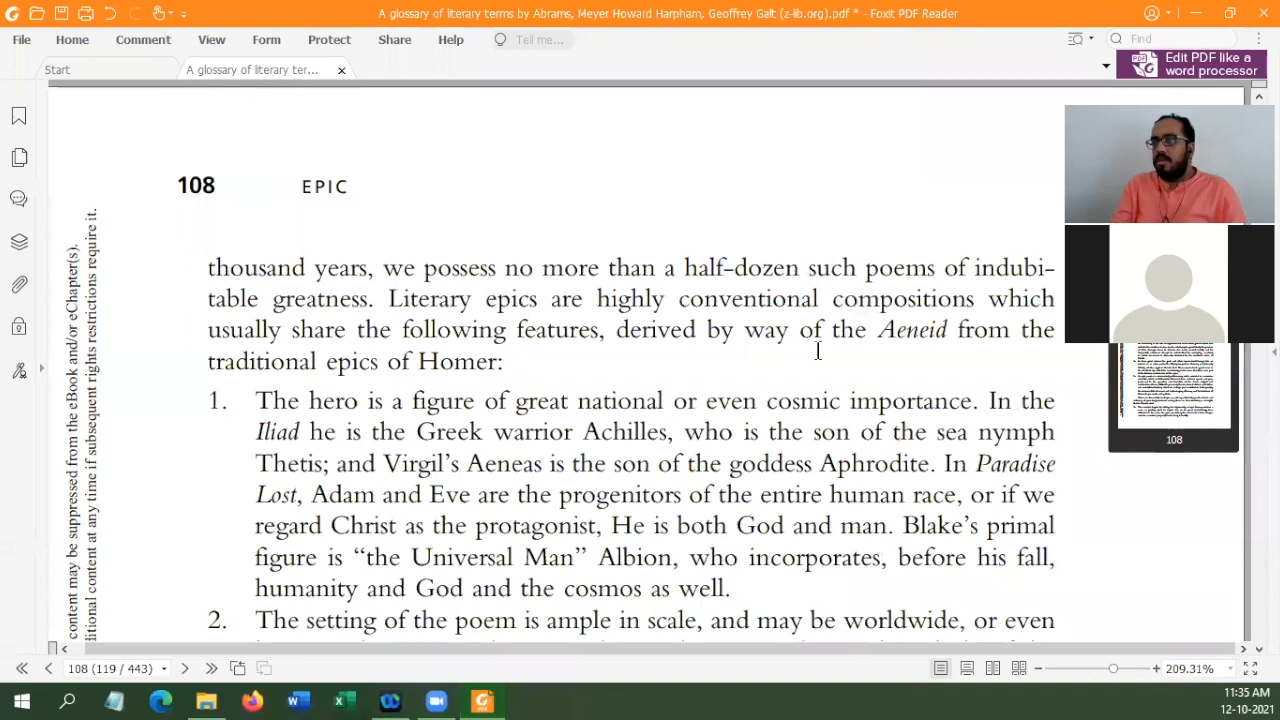 A glossary of literary terms by Abrams, Meyer Howard Harpham, Geoffrey Galt (z-lib.org).pdf * - Foxit PDF Reader
File Home Comment View Form Protect Share Help Tell me... Find
Start A glossary of literary ter... Edit PDF like a
word processor
108 EPIC
content may be suppressed from the eBook and/or eChapter(s).
ditional content at any time if subsequent rights restrictions require it.
thousand years, we possess no more than a half-dozen such poems of indubi-
table greatness. Literary epics are highly conventional compositions which
usually share the following features, derived by way of the Aeneid from the
traditional epics of Homer:
1. The hero is a figure of great national or even cosmic importance. In the
Iliad he is the Greek warrior Achilles, who is the son of the sea nymph
Thetis; and Virgil's Aeneas is the son of the goddess Aphrodite. In Paradise
Lost, Adam and Eve are the progenitors of the entire human race, or if we
regard Christ as the protagonist, He is both God and man. Blake's primal
figure is “the Universal Man” Albion, who incorporates, before his fall,
humanity and God and the cosmos as well.
2. The setting of the poem is ample in scale, and may be worldwide, or even
108
108 (119 / 443) 209.31%
11:35 AM
12-10-2021